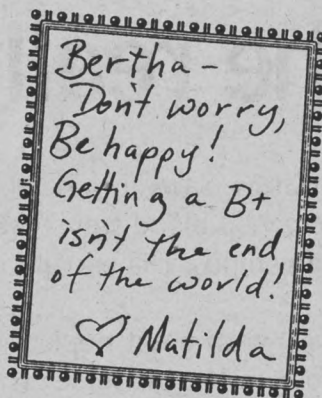 Bertha -
Don't worry,
Be happy!
Getting a B+
isn't the end
of the world!
♡ Matilda